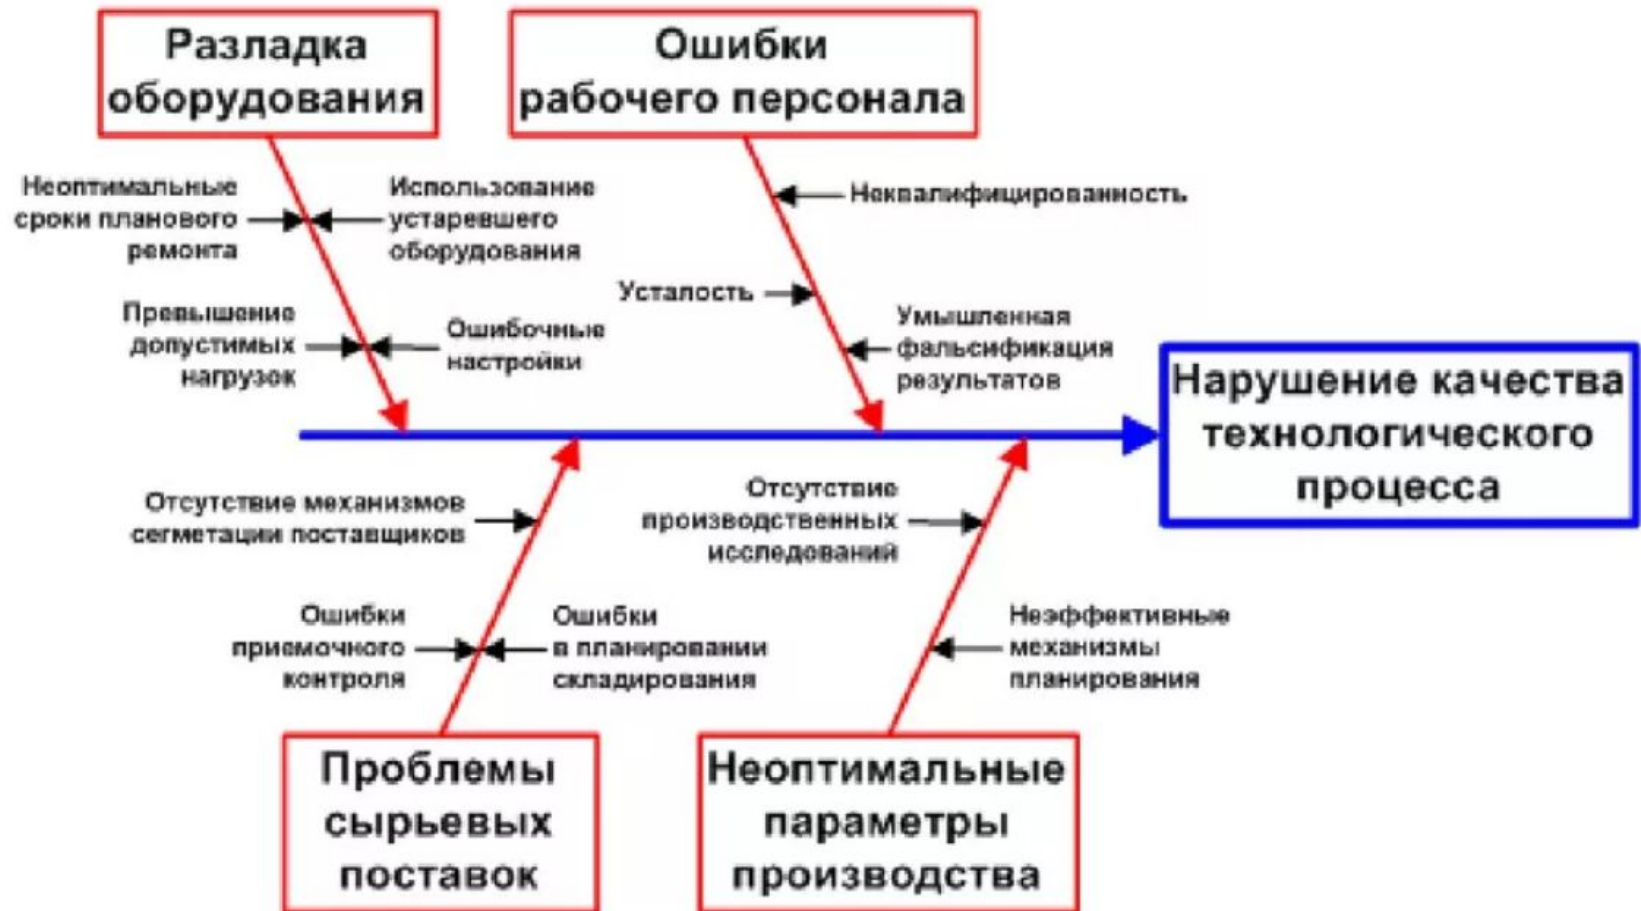 Разладка
оборудования
Ошибки
рабочего персонала
Неоптимальные
сроки планового
ремонта
Использование
устаревшего
оборудования
Неквалифицированность
Усталость
Превышение
допустимых
нагрузок
Ошибочные
настройки
Умышленная
фальсификация
результатов
Нарушение качества
технологического
процесса
Отсутствие механизмов
сегметации поставщиков
Отсутствие
производственных
исследований
Ошибки
приемочного
контроля
Ошибки
в планировании
складирования
Неэффективные
механизмы
планирования
Проблемы
сырьевых
поставок
Неоптимальные
параметры
производства